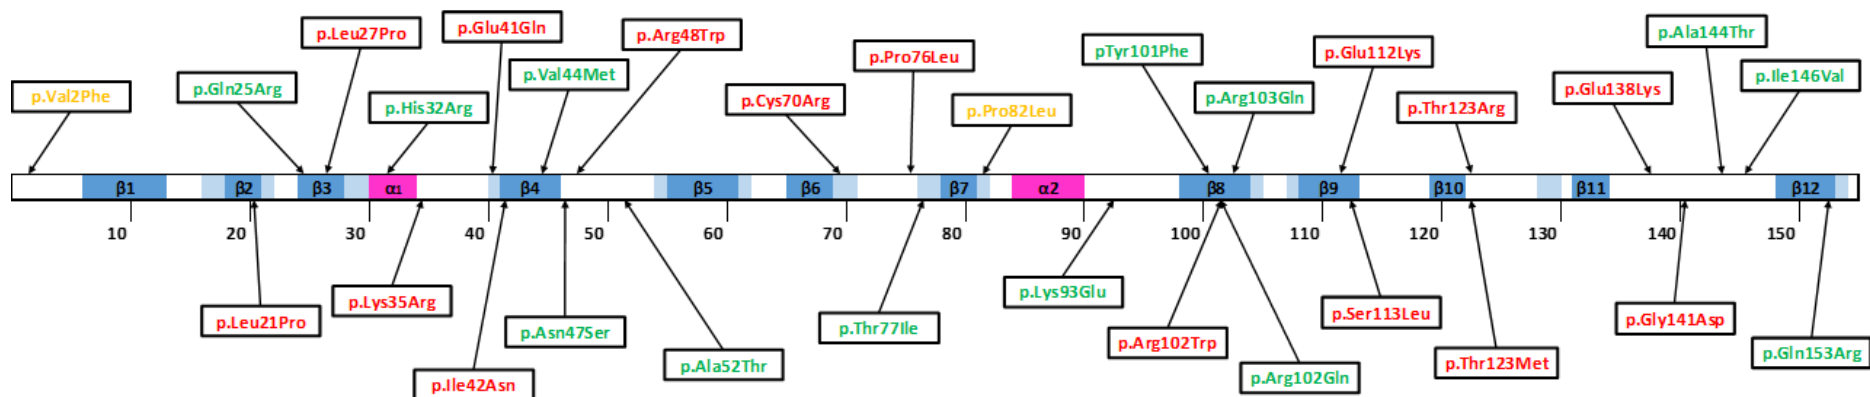 p.Leu27Pro
p.Glu41Gln
p.Arg48Trp
p.Ala144Thr
pTyr101Phe
p.Glu112Lys
p.Pro76Leu
p.Val44Met
p.Ile146Val
p.Gln25Arg
p.Glu138Lys
p.Val2Phe
p.Cys70Arg
p.Arg103Gln
p.His32Arg
p.Pro82Leu
p.Thr123Arg
β1 β2 β3 α1 β4 β5 β6 β7 α2 β8 β9 β10 β11 β12
10 20 30 40 50 60 70 80 90 100 110 120 130 140 150
p.Lys93Glu
p.Lys35Arg
p.Ser113Leu
p.Gly141Asp
p.Leu21Pro
p.Thr77Ile
p.Asn47Ser
p.Arg102Trp
p.Gln153Arg
p.Ala52Thr
p.Thr123Met
p.Arg102Gln
p.Ile42Asn